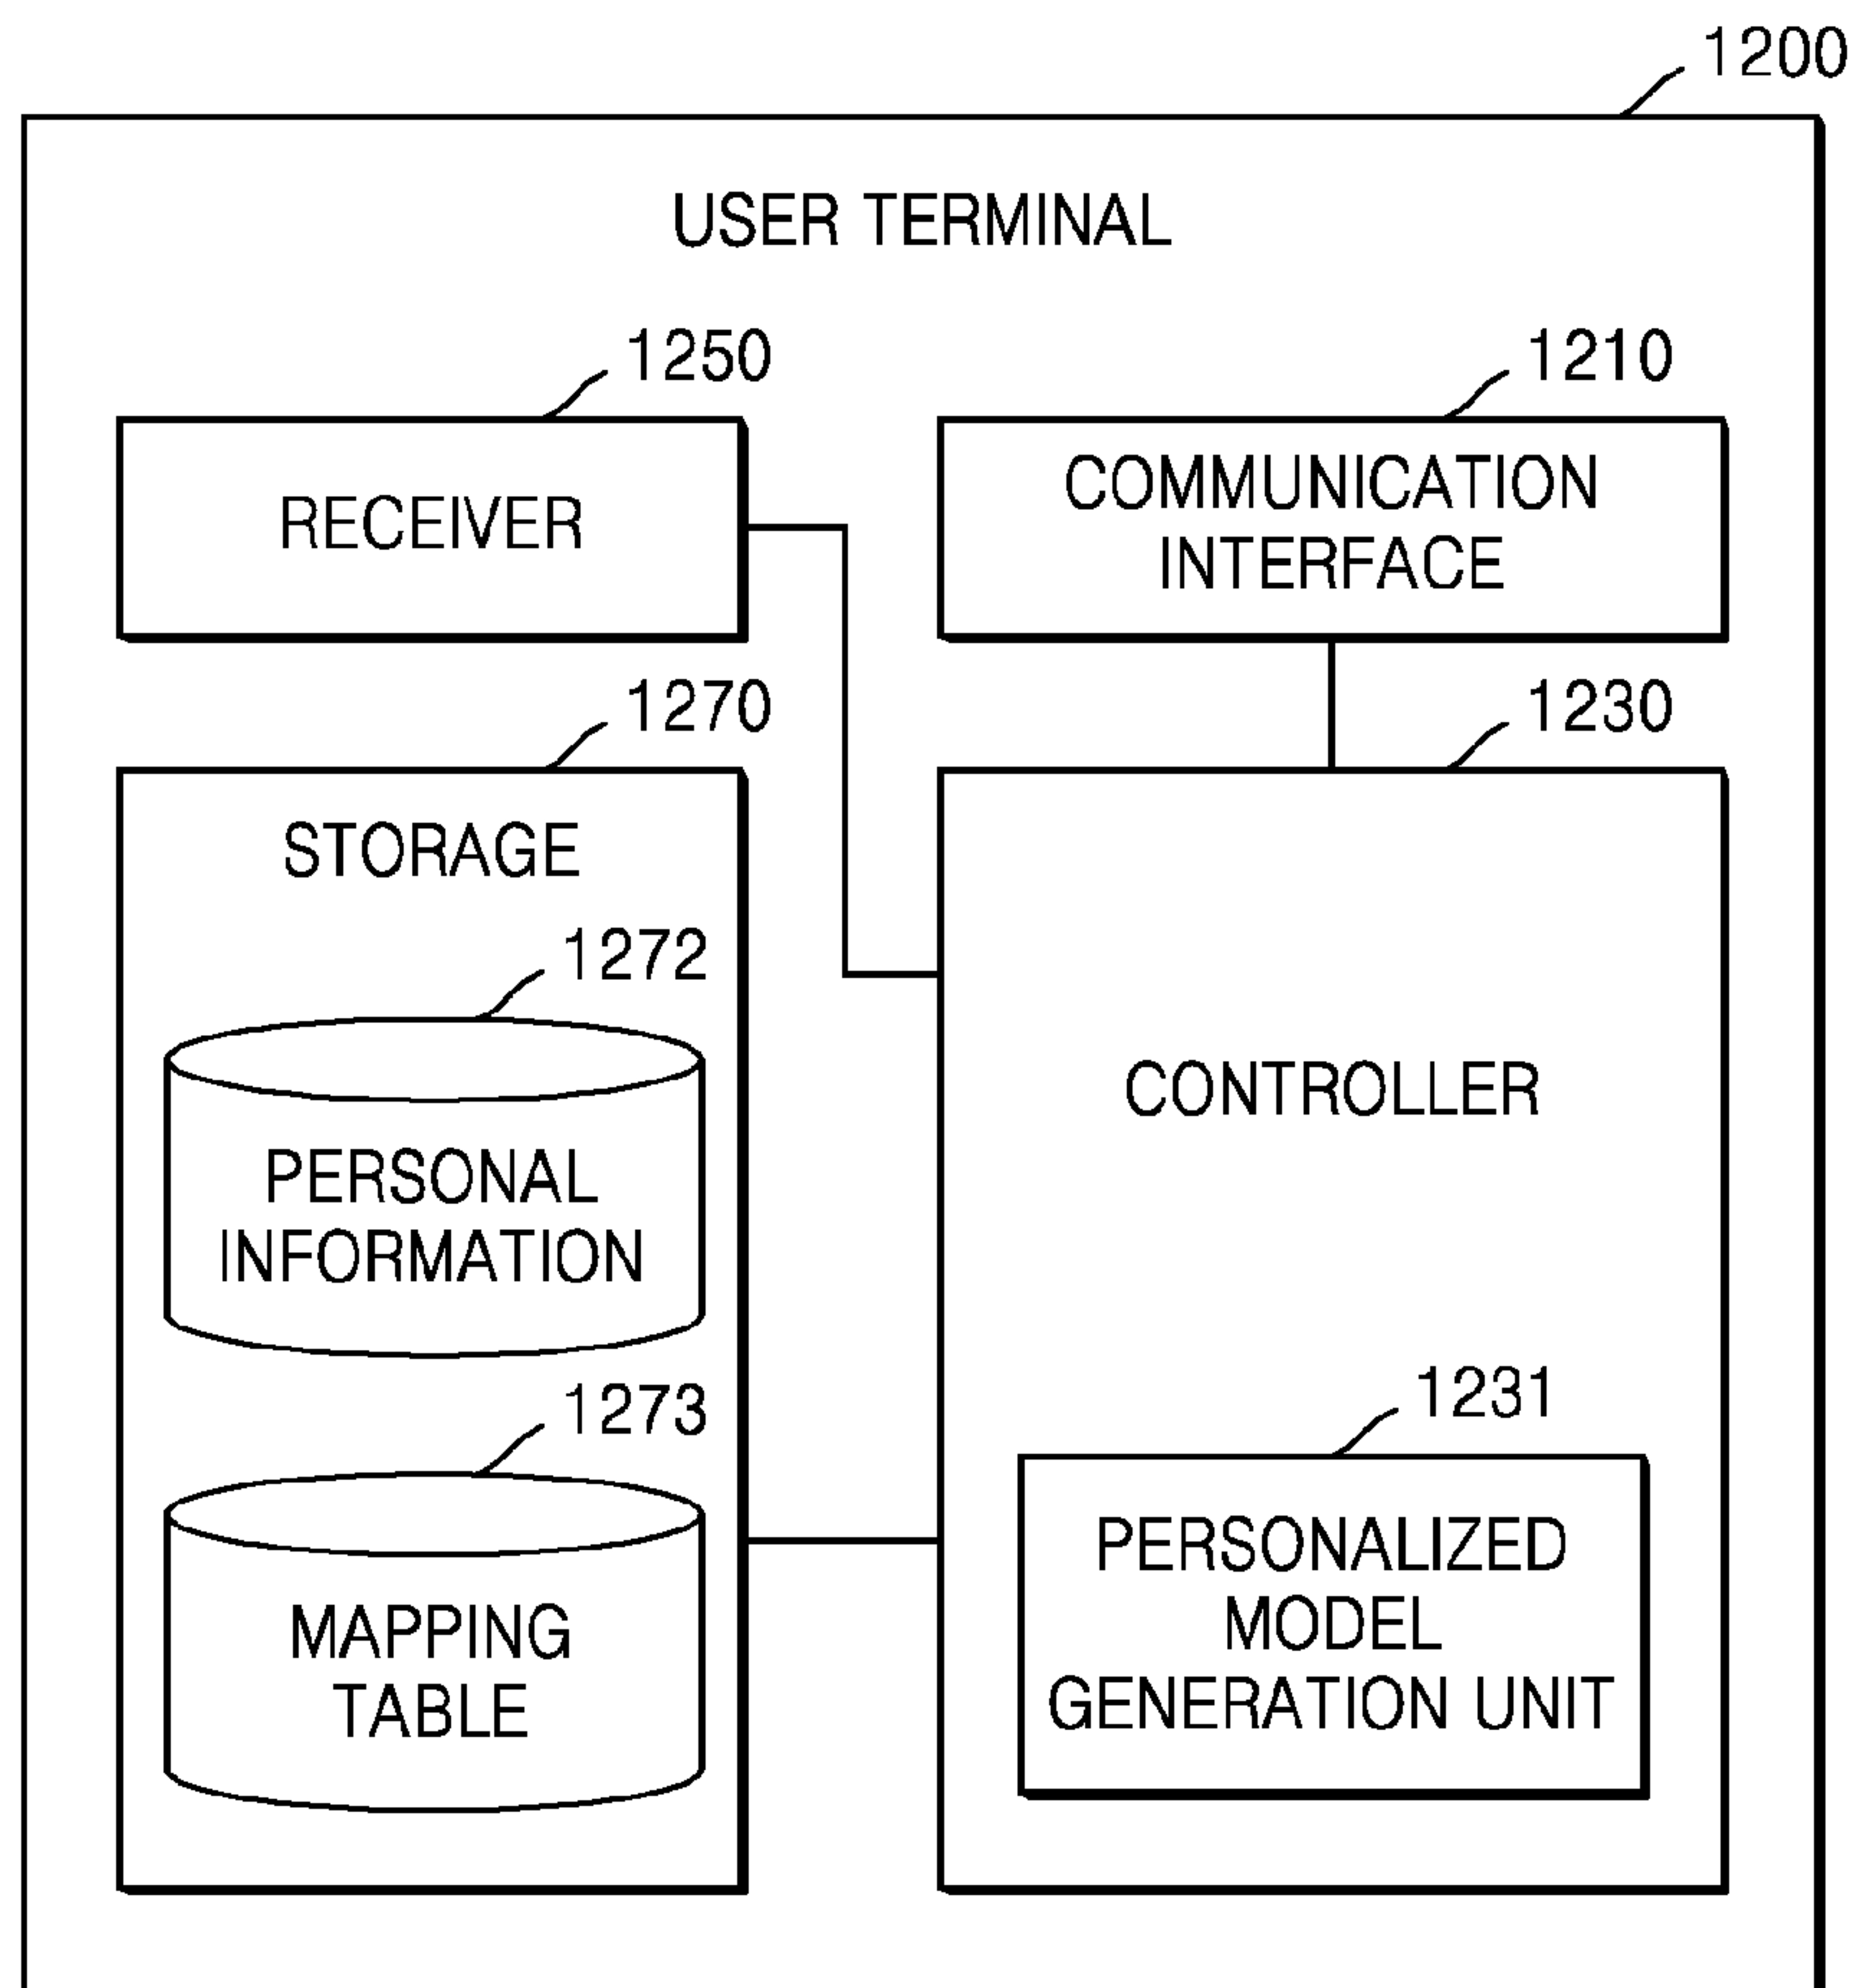 1200
USER TERMINAL
1250
RECEIVER
1210
COMMUNICATION
INTERFACE
1270
STORAGE
1272
PERSONAL
INFORMATION
1273
MAPPING
TABLE
1230
CONTROLLER
1231
PERSONALIZED
MODEL
GENERATION UNIT